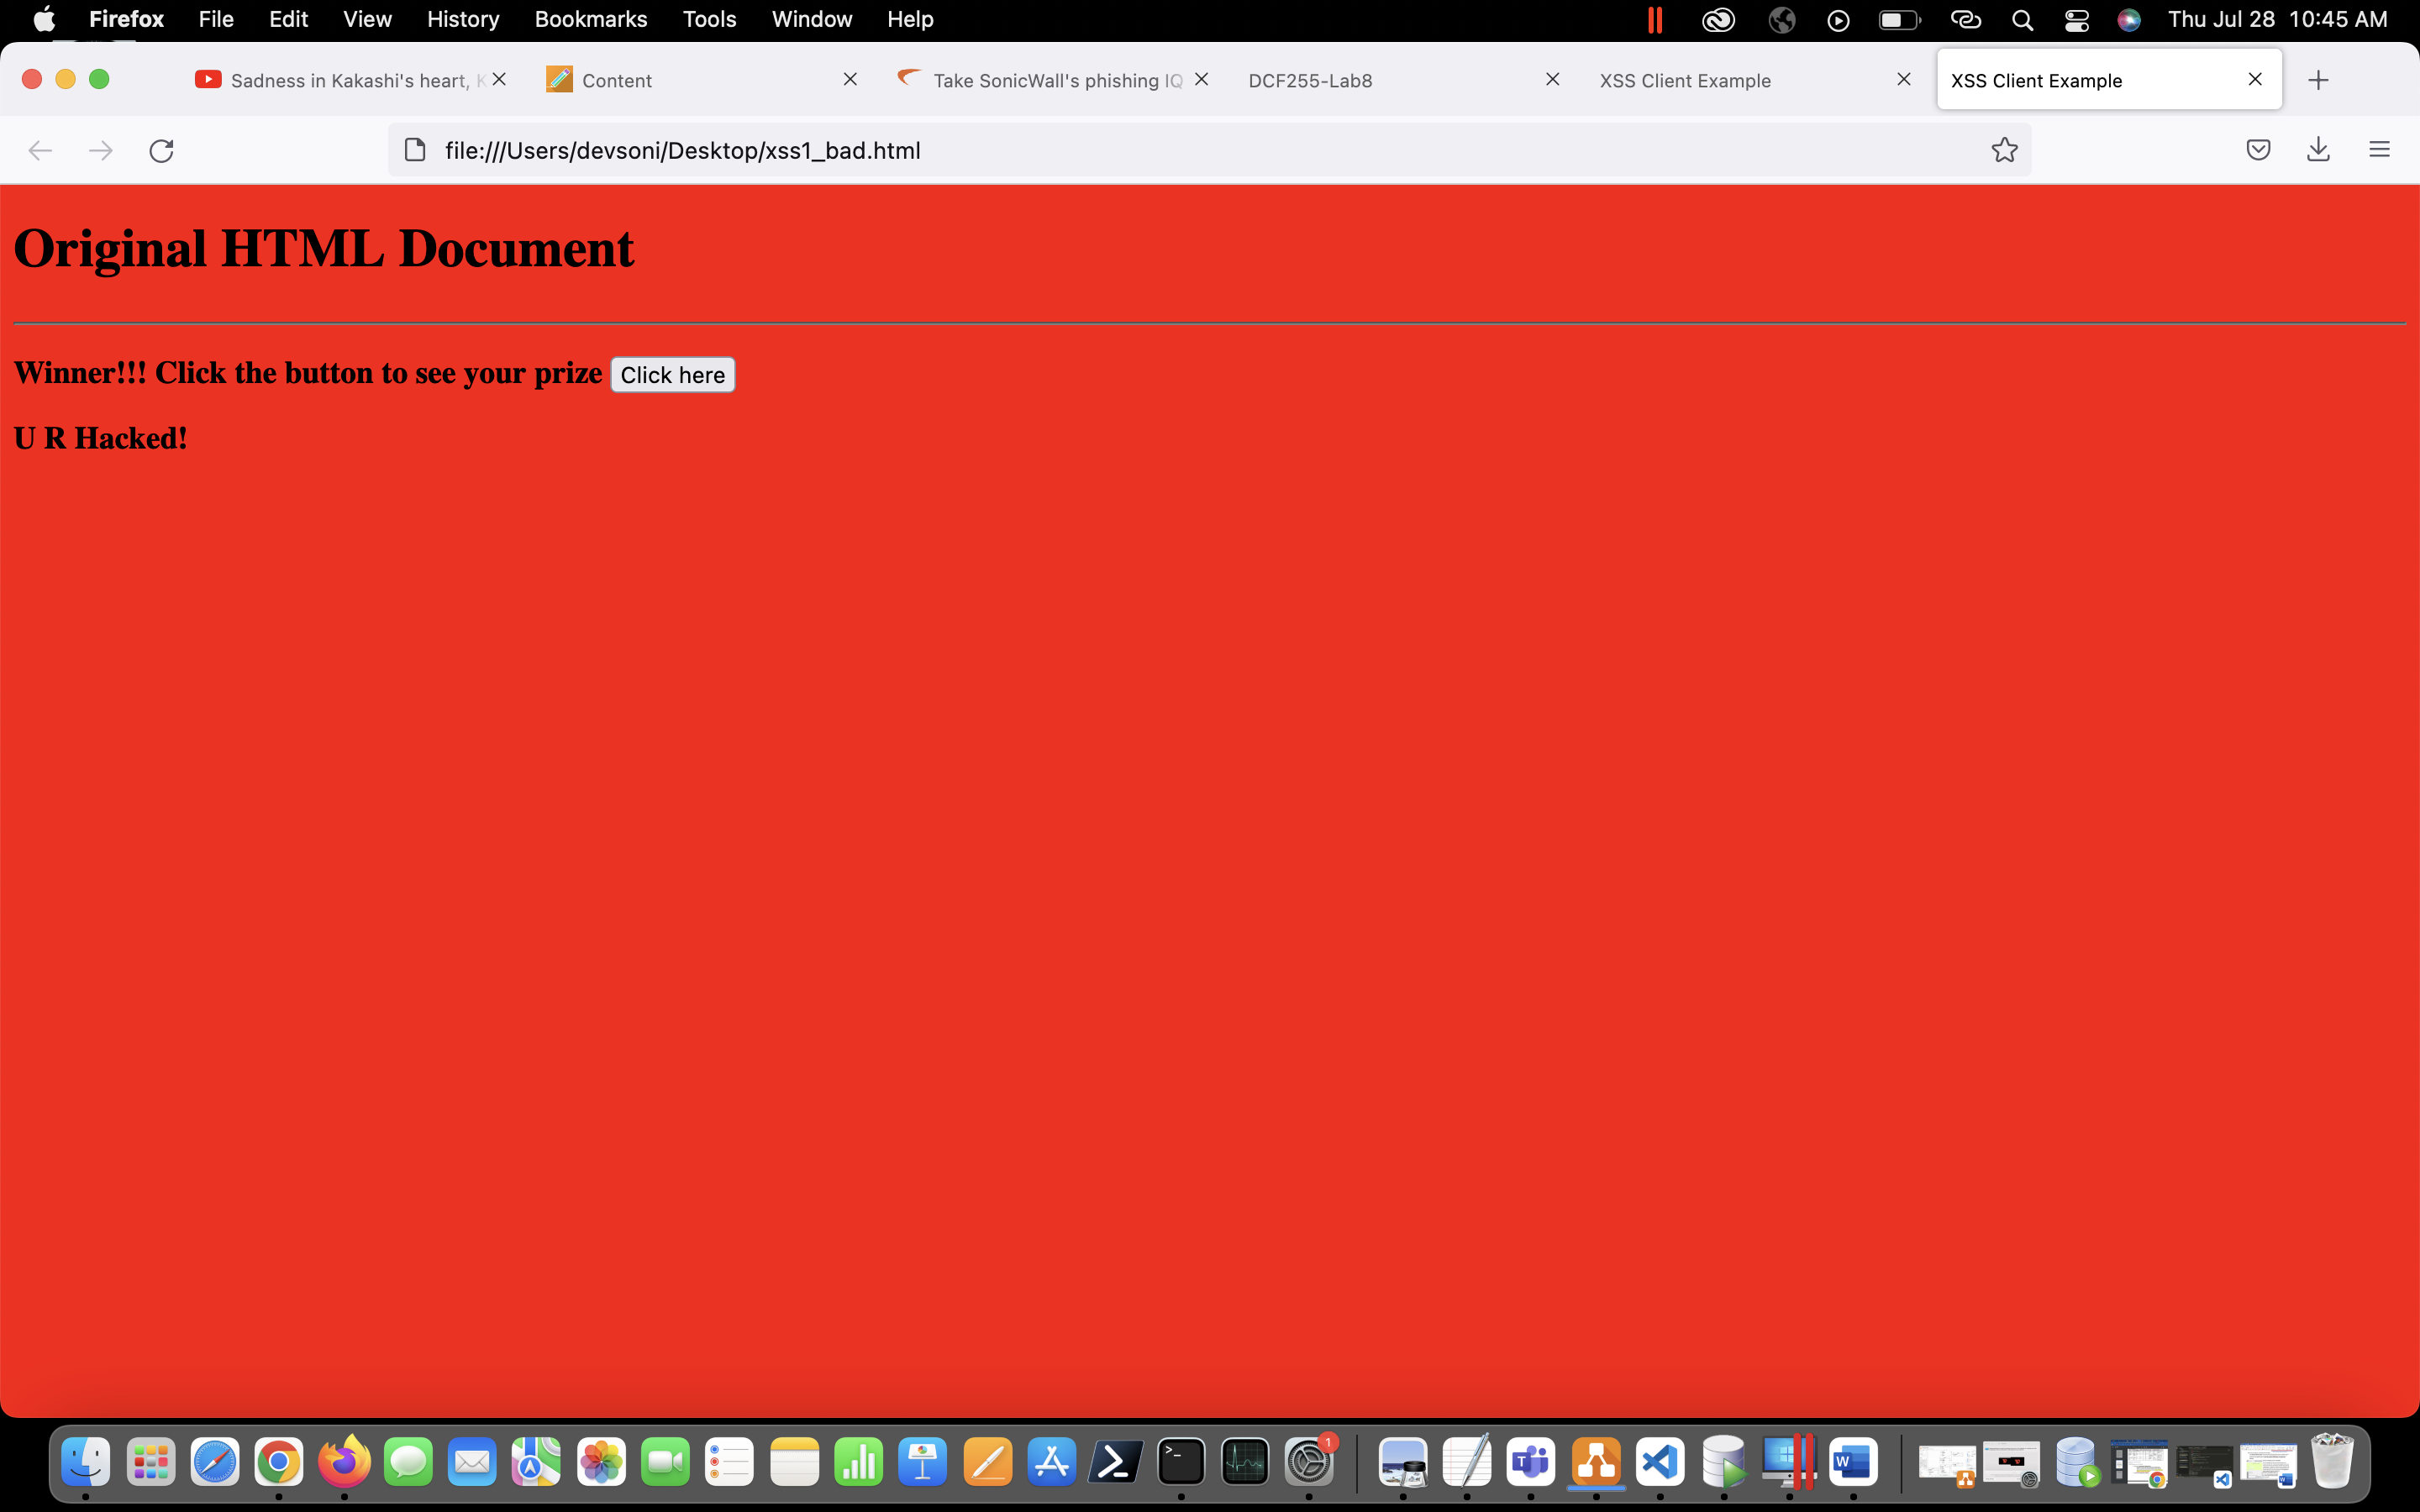 Firefox File Edit View History Bookmarks Tools Window Help Thu Jul 28 10:45 AM
Sadness in Kakashi's heart, Content Take SonicWall's phishing IQ DCF255-Lab8 XSS Client Example XSS Client Example
file:///Users/devsoni/Desktop/xss1_bad.html
Original HTML Document
Winner!!! Click the button to see your prize Click here
U R Hacked!
1